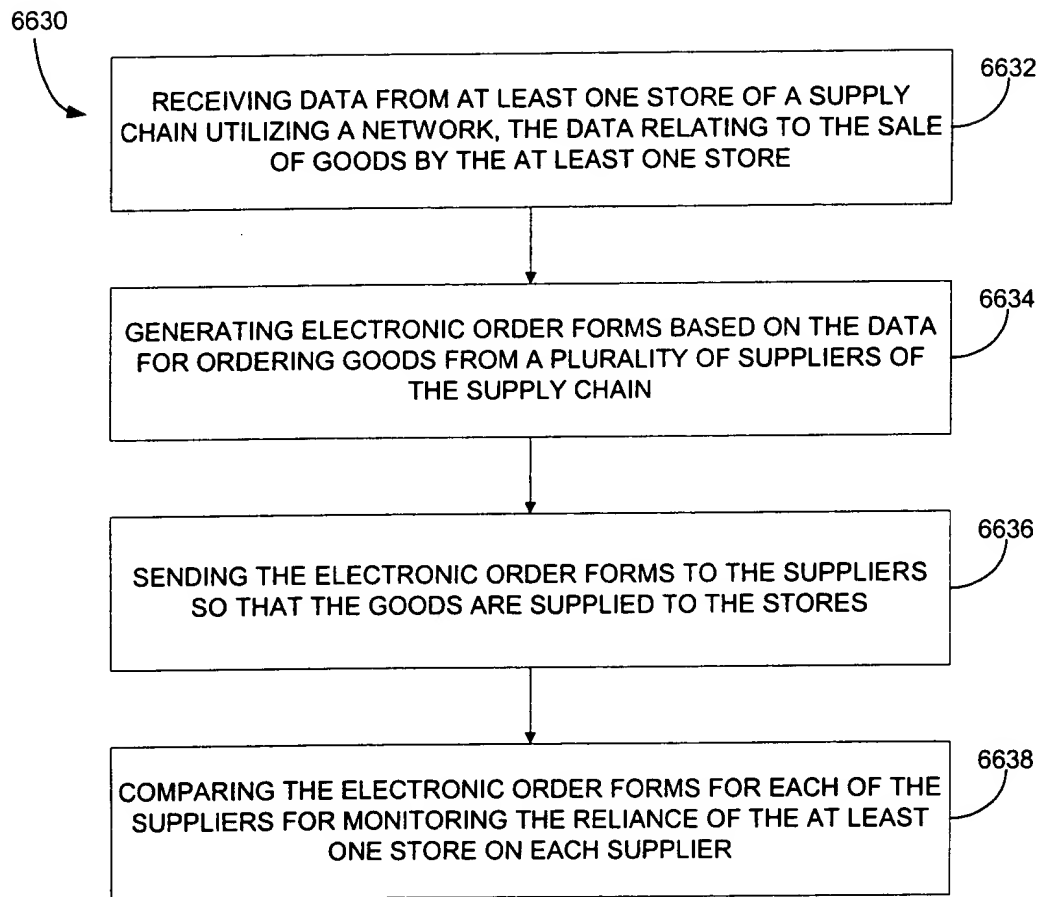 6630
6632
RECEIVING DATA FROM AT LEAST ONE STORE OF A SUPPLY
CHAIN UTILIZING A NETWORK, THE DATA RELATING TO THE SALE
OF GOODS BY THE AT LEAST ONE STORE
6634
GENERATING ELECTRONIC ORDER FORMS BASED ON THE DATA
FOR ORDERING GOODS FROM A PLURALITY OF SUPPLIERS OF
THE SUPPLY CHAIN
6636
SENDING THE ELECTRONIC ORDER FORMS TO THE SUPPLIERS
SO THAT THE GOODS ARE SUPPLIED TO THE STORES
6638
COMPARING THE ELECTRONIC ORDER FORMS FOR EACH OF THE
SUPPLIERS FOR MONITORING THE RELIANCE OF THE AT LEAST
ONE STORE ON EACH SUPPLIER